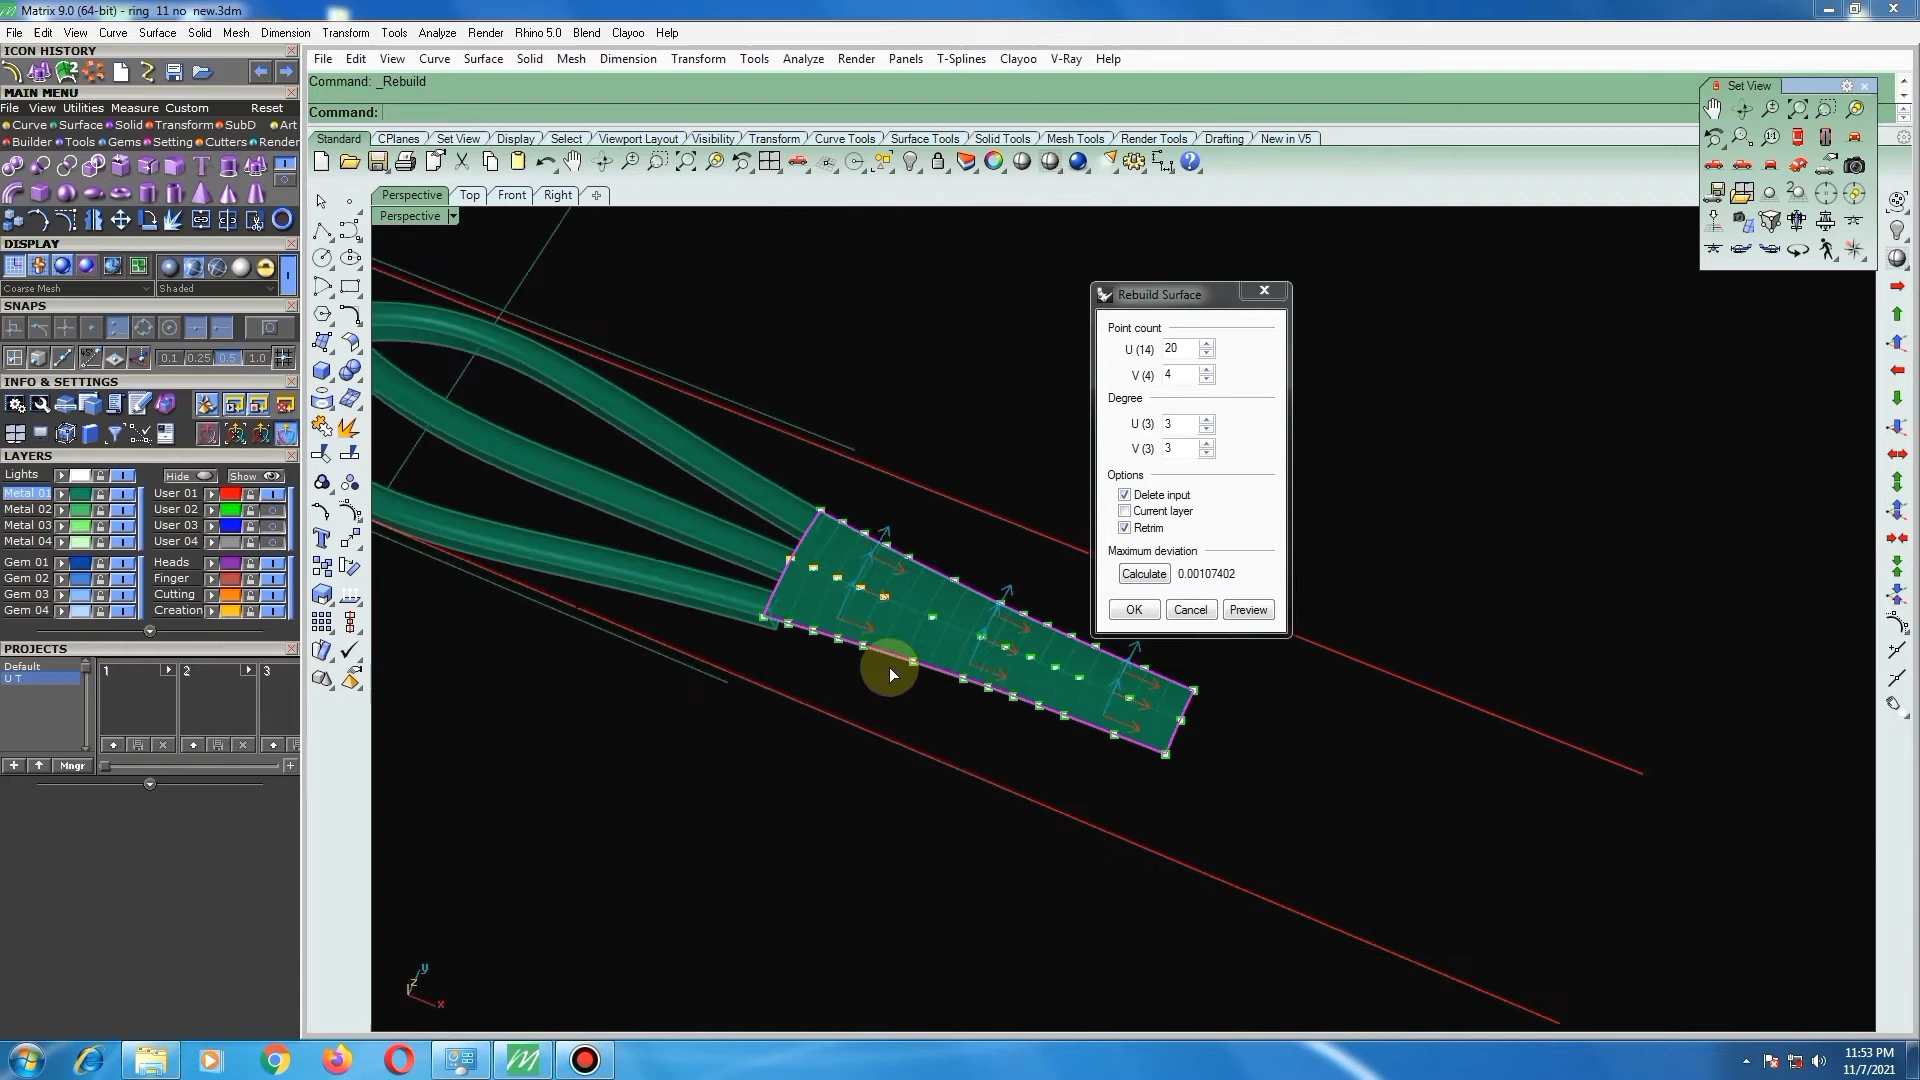 Matrix 9.0 (64-bit) - ring 11 no new.3dm
File Edit View Curve Surface Solid Mesh Dimension Transform Tools Analyze Render Rhino 5.0 Blend Clayoo Help
ICON HISTORY
MAIN MENU
File View Utilities Measure Custom Reset
Curve Surface Solid Transform SubD Art
Builder Tools Gems Setting Cutters Render
DISPLAY
Coarse Mesh Shaded
SNAPS
0.1 0.25 0.5 1.0
INFO & SETTINGS
LAYERS
Lights Hide Show
Metal 01 User 01
Metal 02 User 02
Metal 03 User 03
Metal 04 User 04
Gem 01 Heads
Gem 02 Finger
Gem 03 Cutting
Gem 04 Creation
PROJECTS
Default
U T
1 2 3
Mngr
File Edit View Curve Surface Solid Mesh Dimension Transform Tools Analyze Render Panels T-Splines Clayoo V-Ray Help
Command: _Rebuild
Command:
Standard CPlanes Set View Display Select Viewport Layout Visibility Transform Curve Tools Surface Tools Solid Tools Mesh Tools Render Tools Drafting New in V5
Perspective Top Front Right
Perspective
Set View
Rebuild Surface
Point count
U (14) 20
V (4) 4
Degree
U (3) 3
V (3) 3
Options
Delete input
Current layer
Retrim
Maximum deviation
Calculate 0.00107402
OK Cancel Preview
y
z
x
11:53 PM
11/7/2021